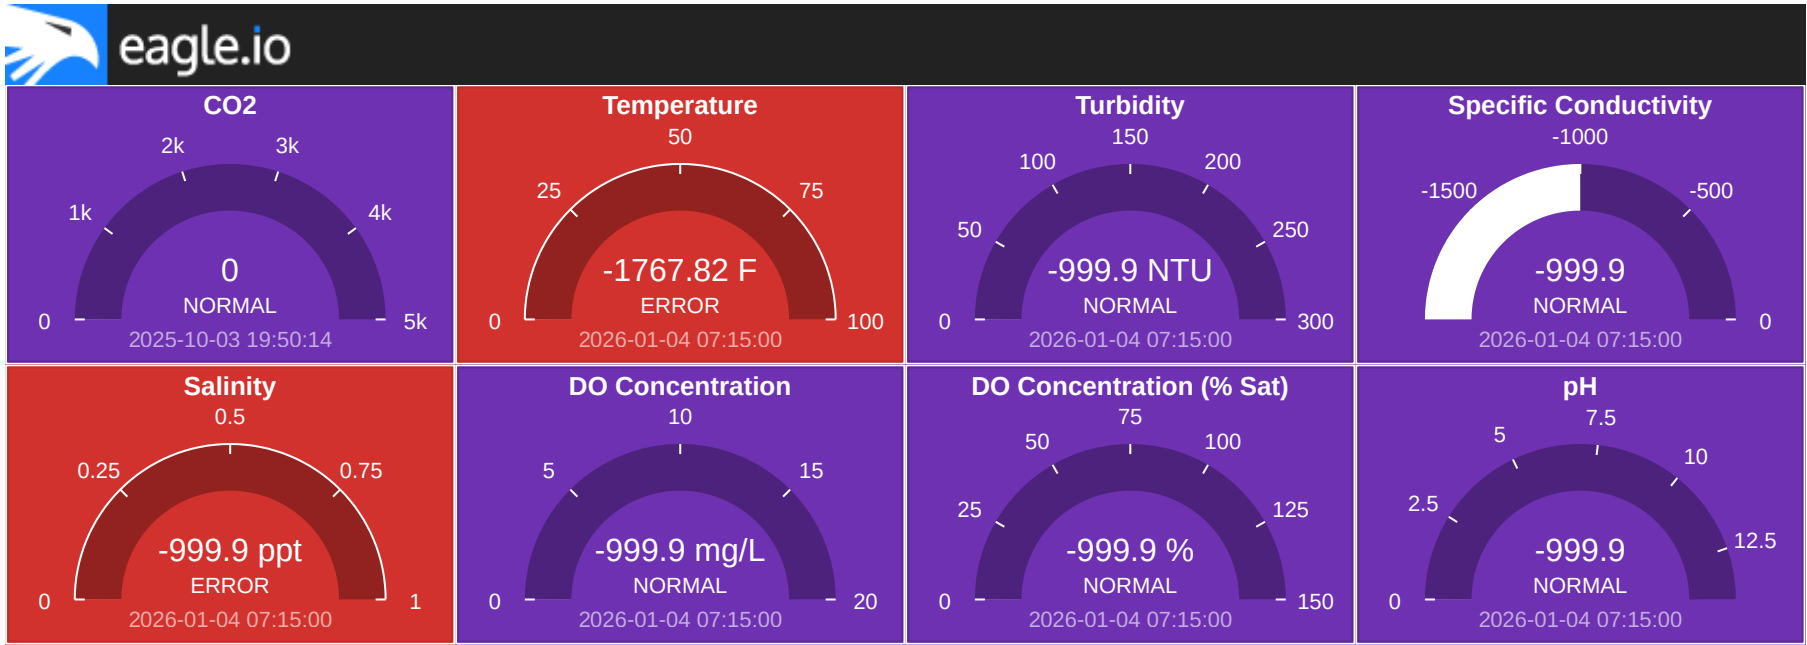 eagle.io
CO2
2k
3k
1k
4k
0
NORMAL
0
5k
2025-10-03 19:50:14
Temperature
50
25
75
-1767.82 F
ERROR
0
100
2026-01-04 07:15:00
Turbidity
150
100
200
50
250
-999.9 NTU
NORMAL
0
300
2026-01-04 07:15:00
Specific Conductivity
-1000
-1500
-500
-999.9
NORMAL
0
2026-01-04 07:15:00
Salinity
0.5
0.25
0.75
-999.9 ppt
ERROR
0
1
2026-01-04 07:15:00
DO Concentration
10
5
15
-999.9 mg/L
NORMAL
0
20
2026-01-04 07:15:00
DO Concentration (% Sat)
75
50
100
25
125
-999.9 %
NORMAL
0
150
2026-01-04 07:15:00
pH
7.5
5
10
2.5
12.5
-999.9
NORMAL
0
2026-01-04 07:15:00